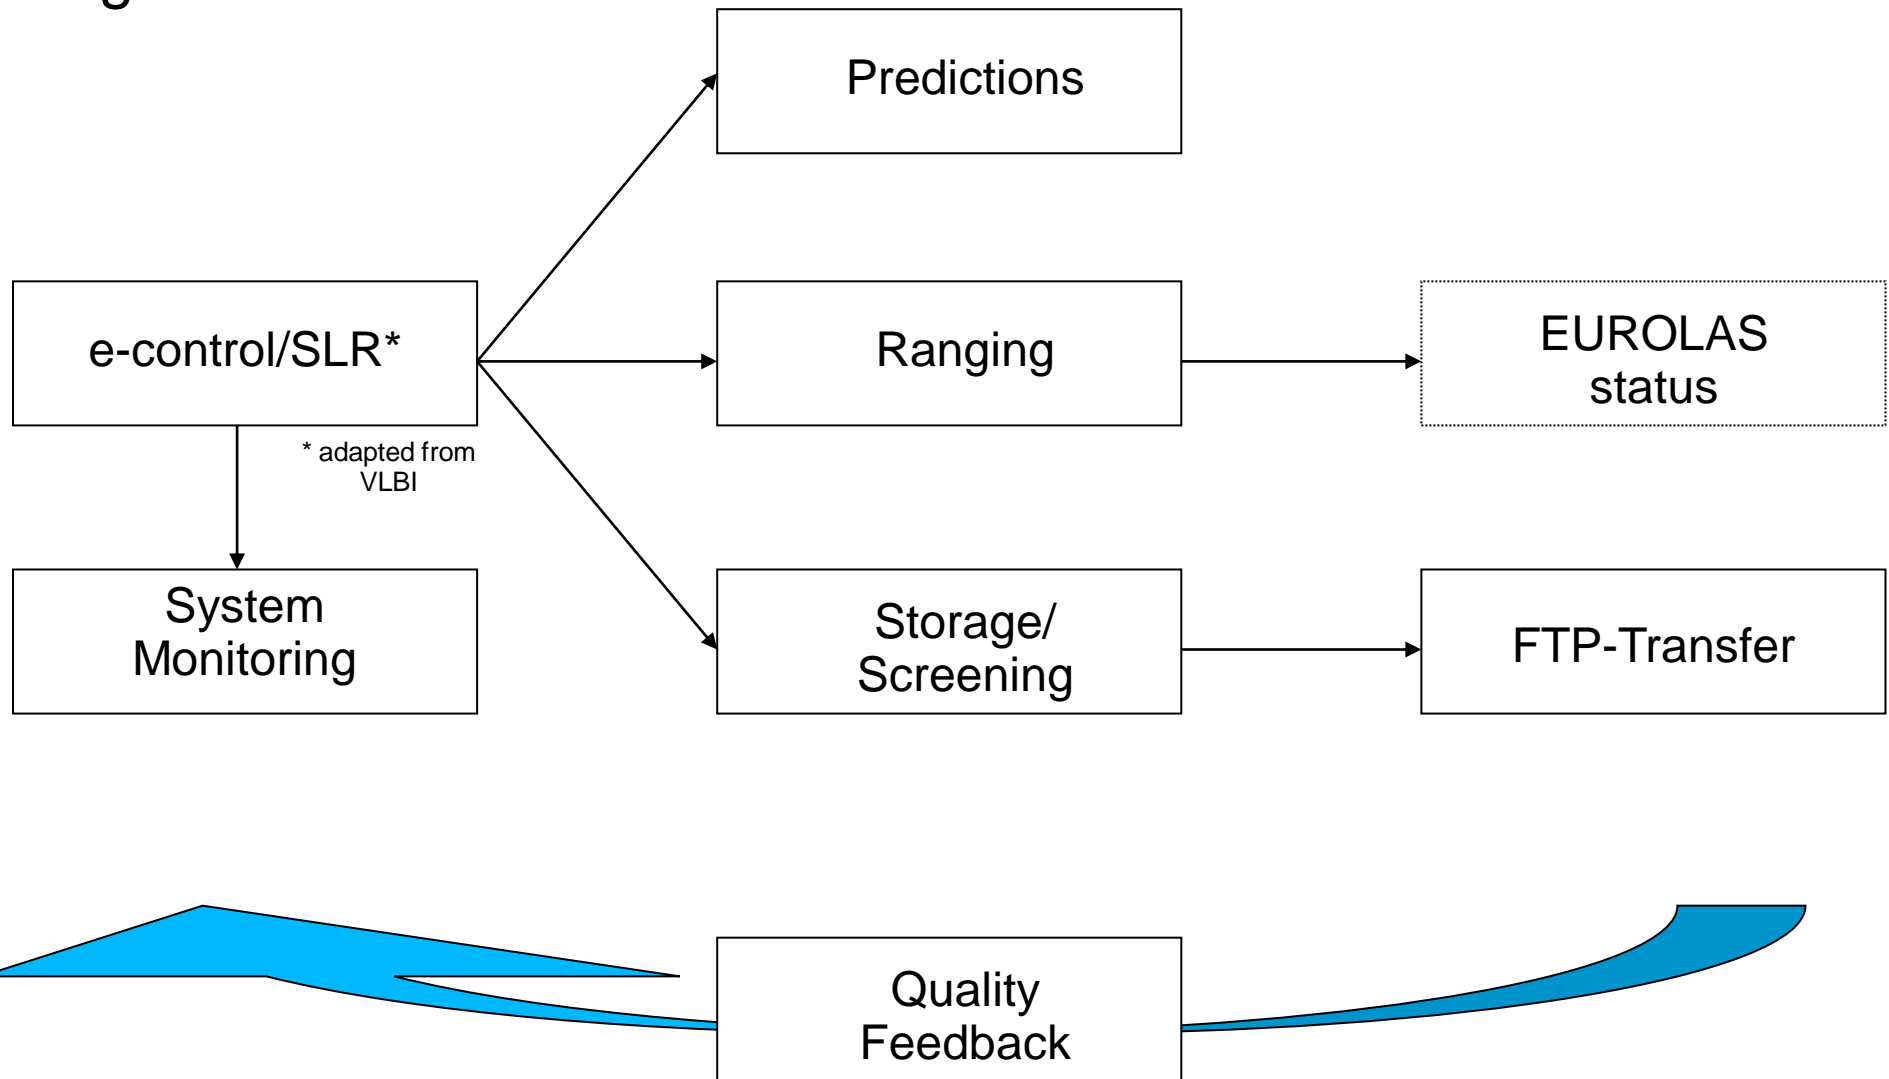 Predictions
e-control/SLR*
Ranging
EUROLAS
status
* adapted from
VLBI
System
Monitoring
Storage/
Screening
FTP-Transfer
Quality
Feedback